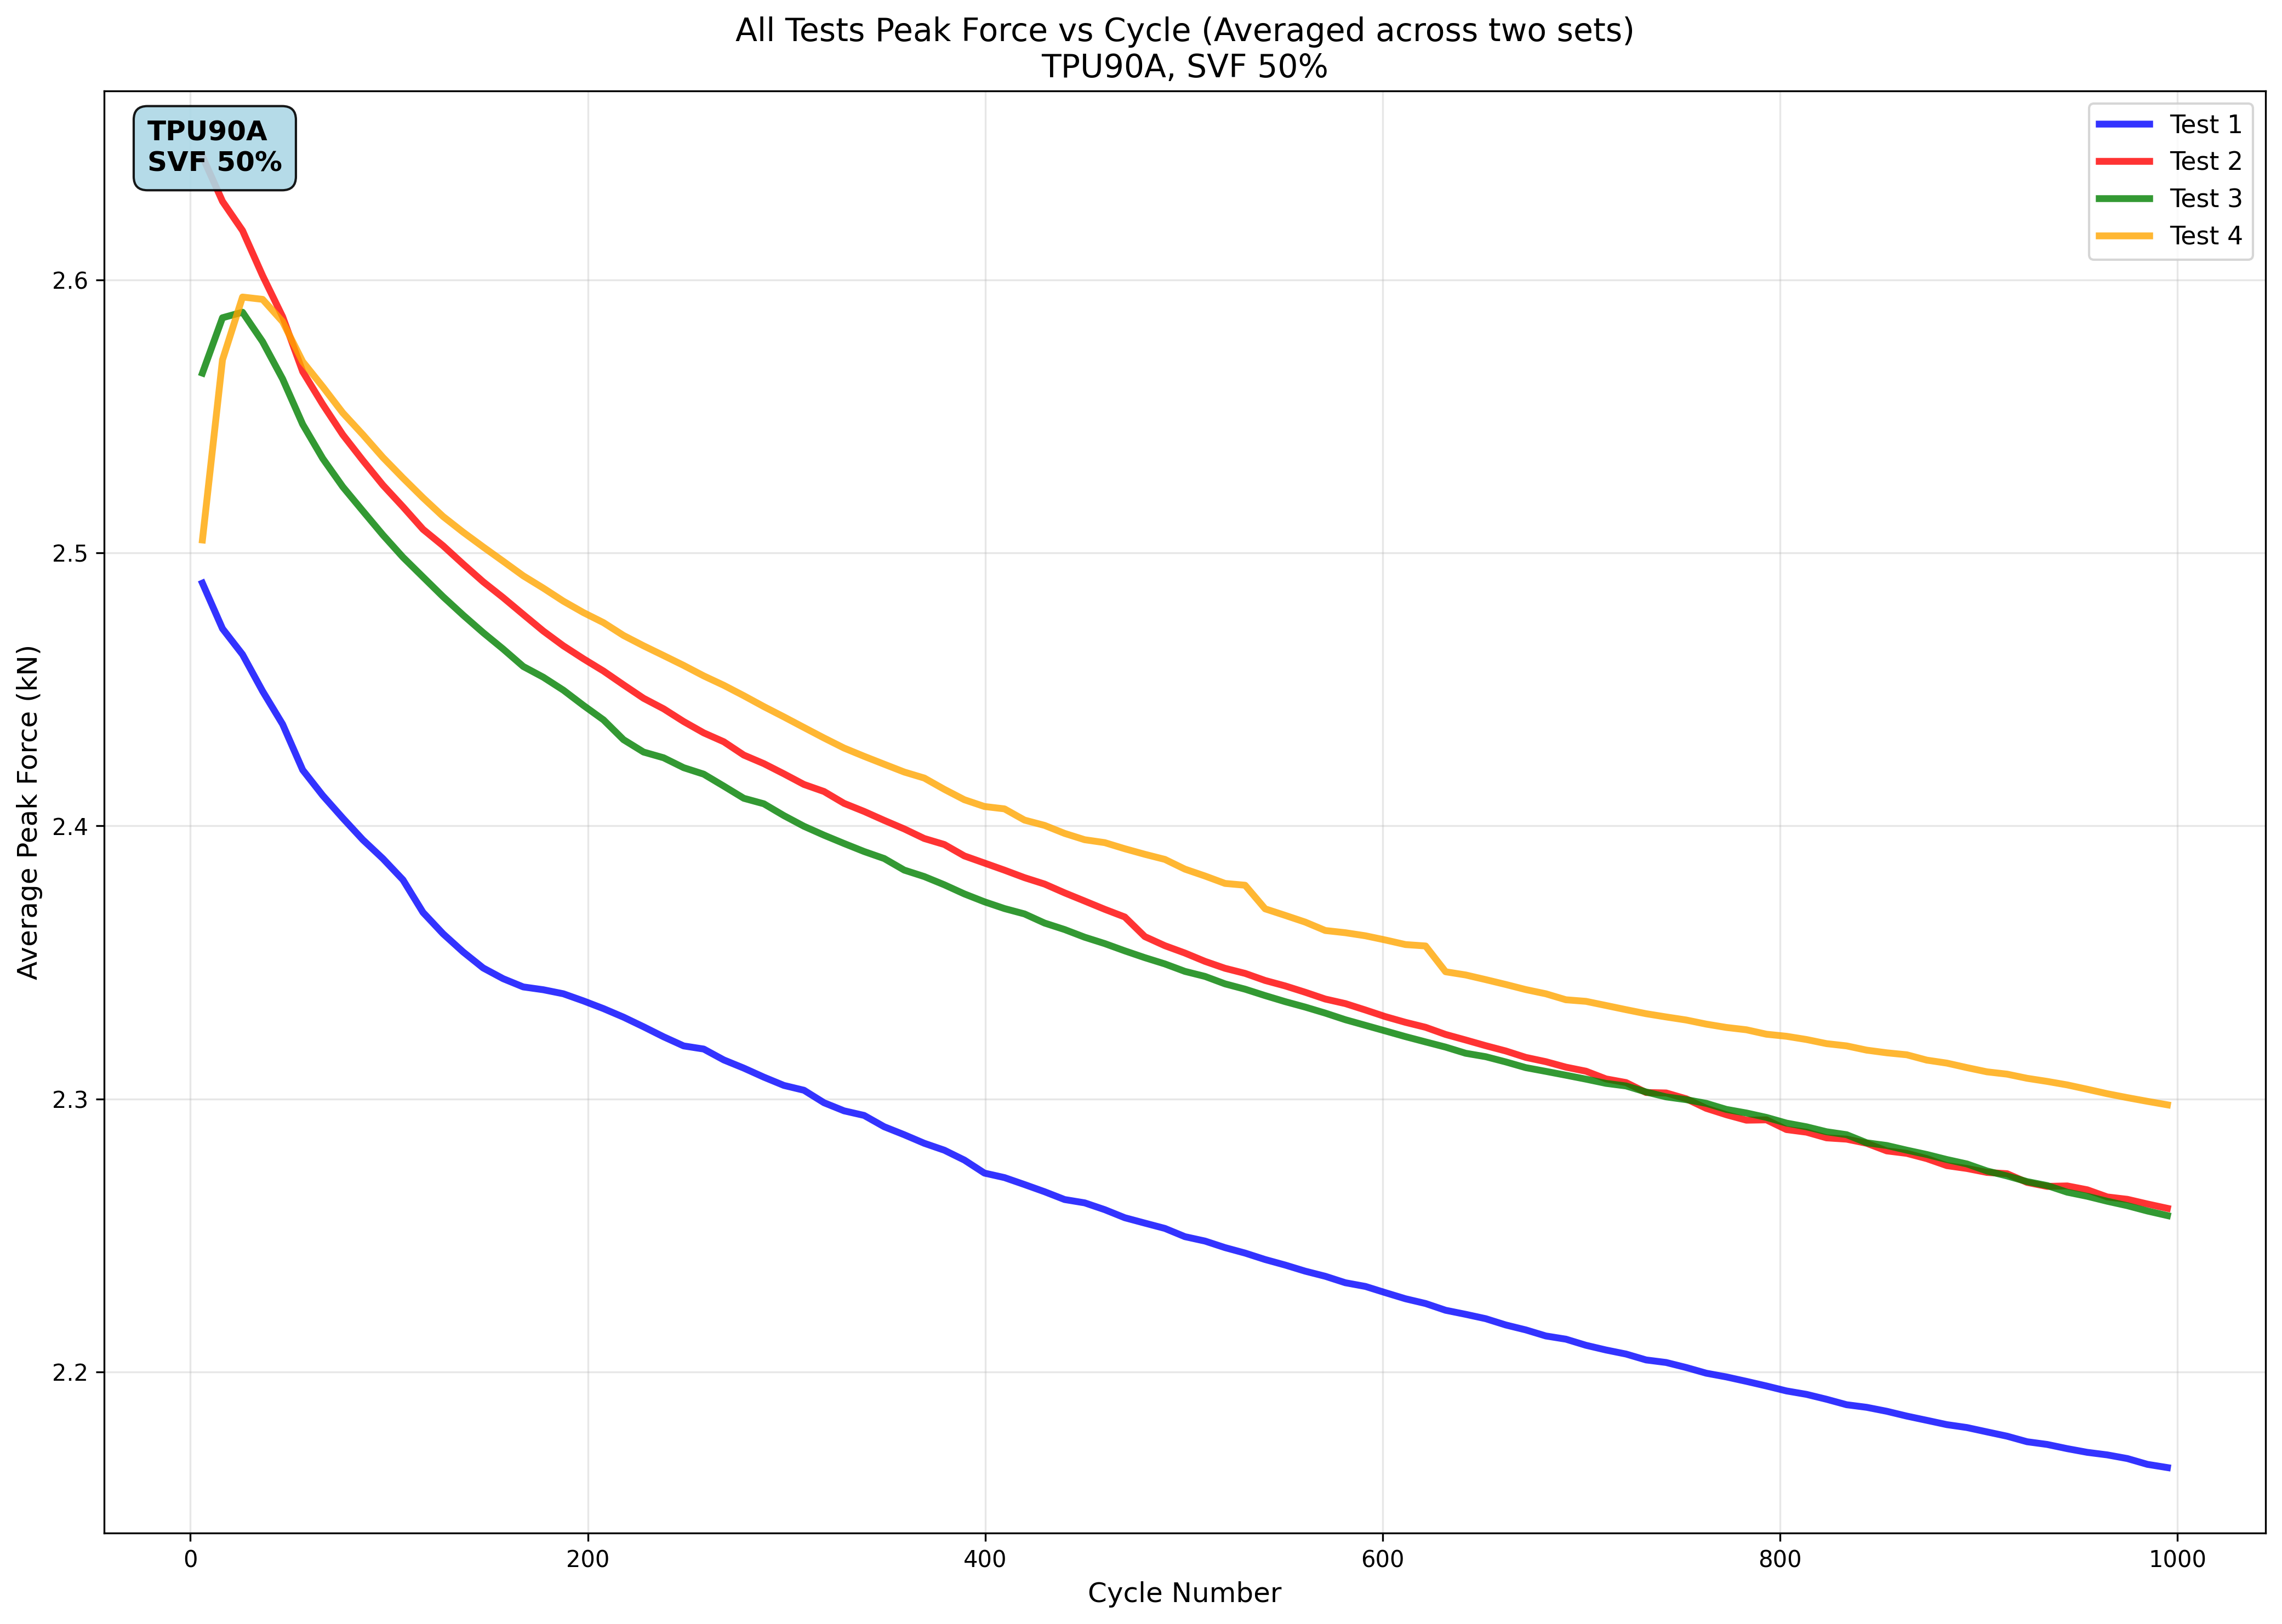 All Tests Peak Force vs Cycle (Averaged across two sets)
TPU90A, SVF 50%
TPU90A
SVF 50%
Test 1
Test 2
Test 3
Test 4
Average Peak Force (kN)
2.6
2.5
2.4
2.3
2.2
0
200
400
600
800
1000
Cycle Number